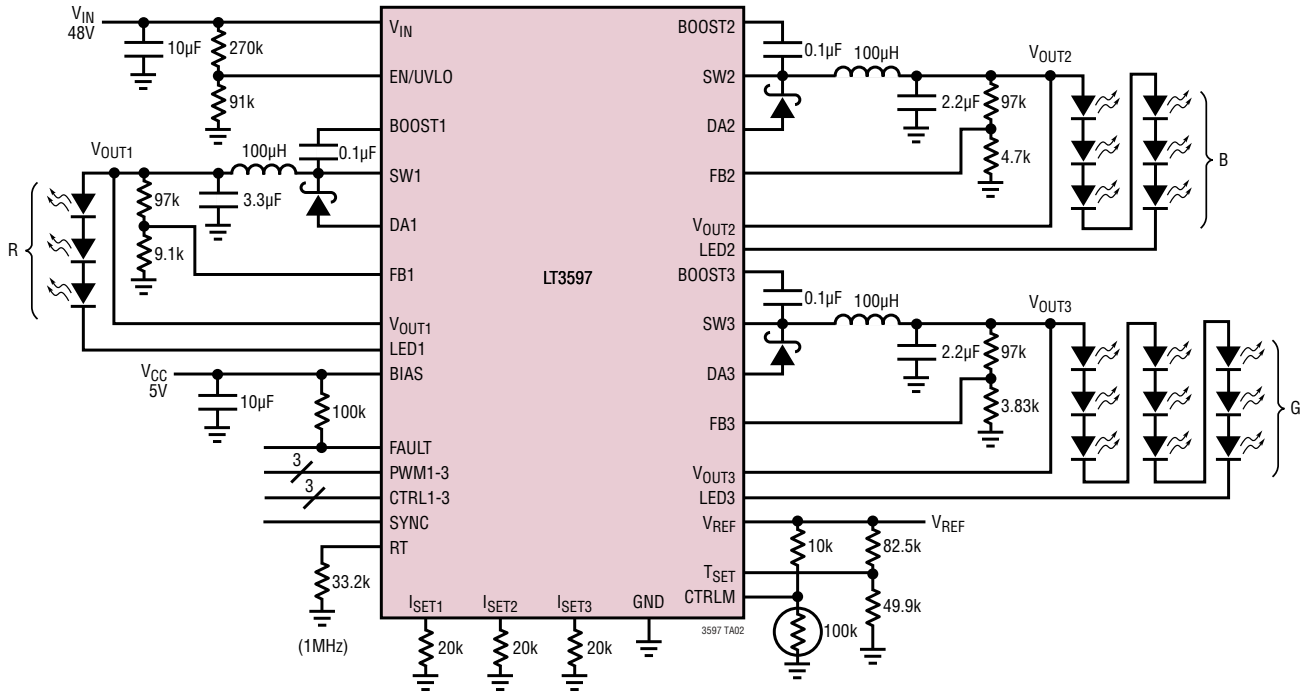 VIN
48V
10µF
270k
91k
VIN
EN/UVLO
BOOST1
VOUT1
100µH
0.1µF
SW1
97k
3.3µF
DA1
R
9.1k
FB1
VOUT1
LED1
VCC
5V
BIAS
10µF
100k
FAULT
3
PWM1-3
3
CTRL1-3
SYNC
RT
33.2k
(1MHz)
ISET1
ISET2
ISET3
GND
20k
20k
20k
LT3597
BOOST2
0.1µF
100µH
VOUT2
SW2
2.2µF
97k
DA2
4.7k
B
FB2
VOUT2
LED2
BOOST3
0.1µF
100µH
VOUT3
SW3
2.2µF
97k
DA3
3.83k
G
FB3
VOUT3
LED3
VREF
VREF
10k
82.5k
TSET
CTRLM
49.9k
100k
3597 TA02